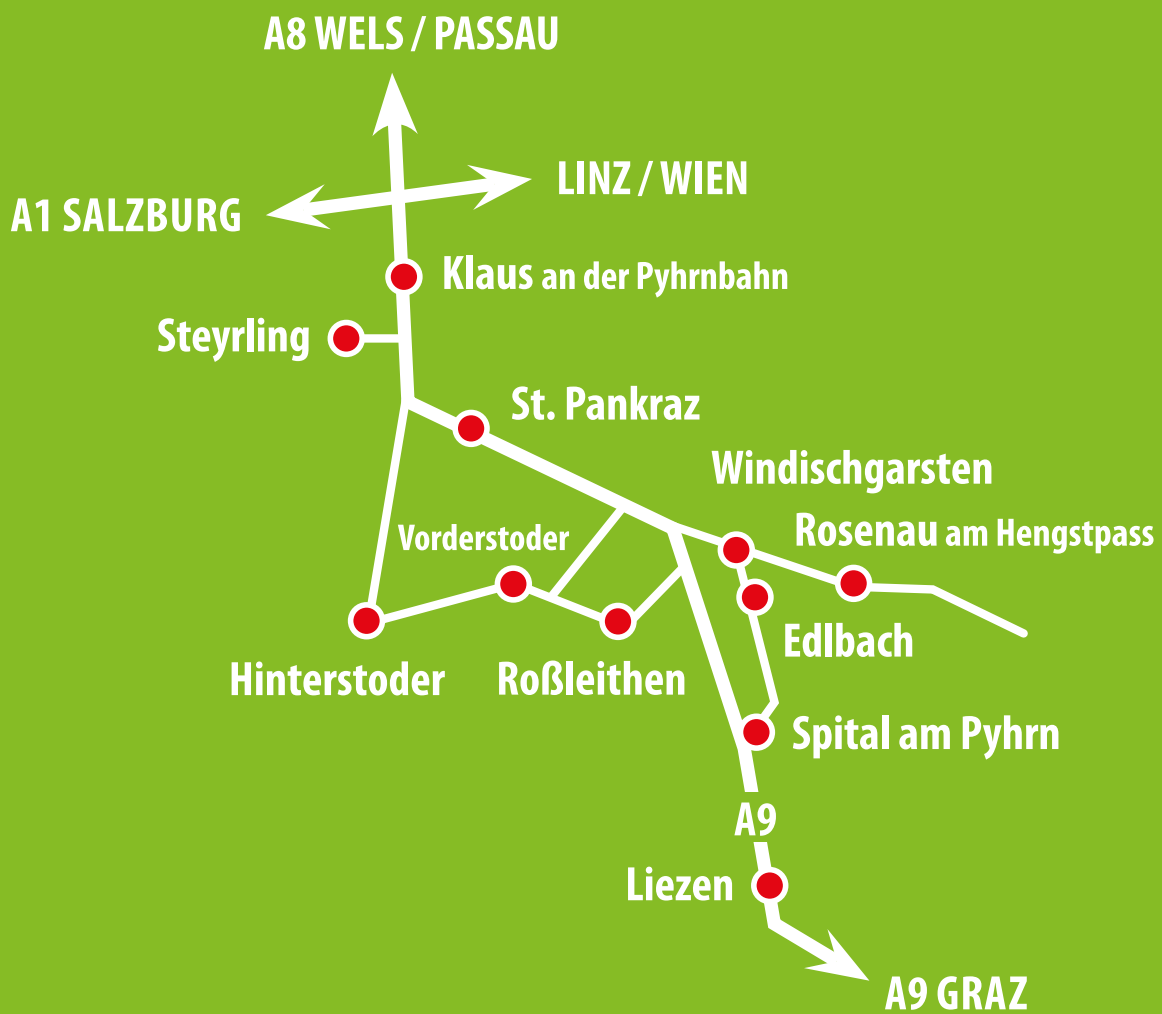 A8 WELS / PASSAU
LINZ / WIEN
A1 SALZBURG
Klaus an der Pyhrnbahn
Steyrling
St. Pankraz
Windischgarsten
Rosenau am Hengstpass
Vorderstoder
Edlbach
Hinterstoder
Roßleithen
Spital am Pyhrn
A9
Liezen
A9 GRAZ